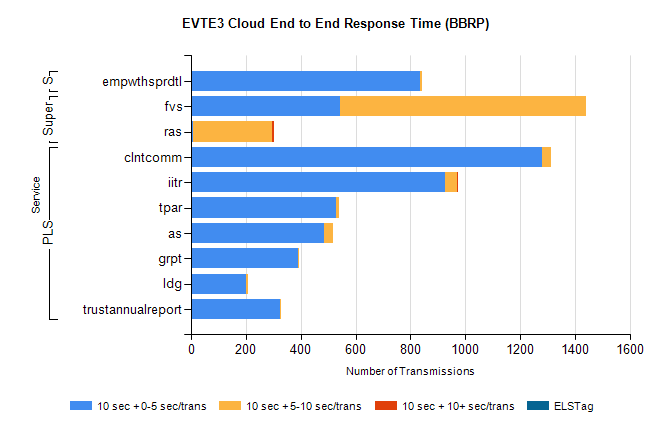 EVTE3 Cloud End to End Response Time (BBRP)
S
empwthsprdtl
Super
fvs
ras
clntcomm
Service
iitr
tpar
PLS
as
grpt
ldg
trustannualreport
0 200 400 600 800 1000 1200 1400 1600
Number of Transmissions
10 sec +0-5 sec/trans 10 sec +5-10 sec/trans 10 sec + 10+ sec/trans ELSTag